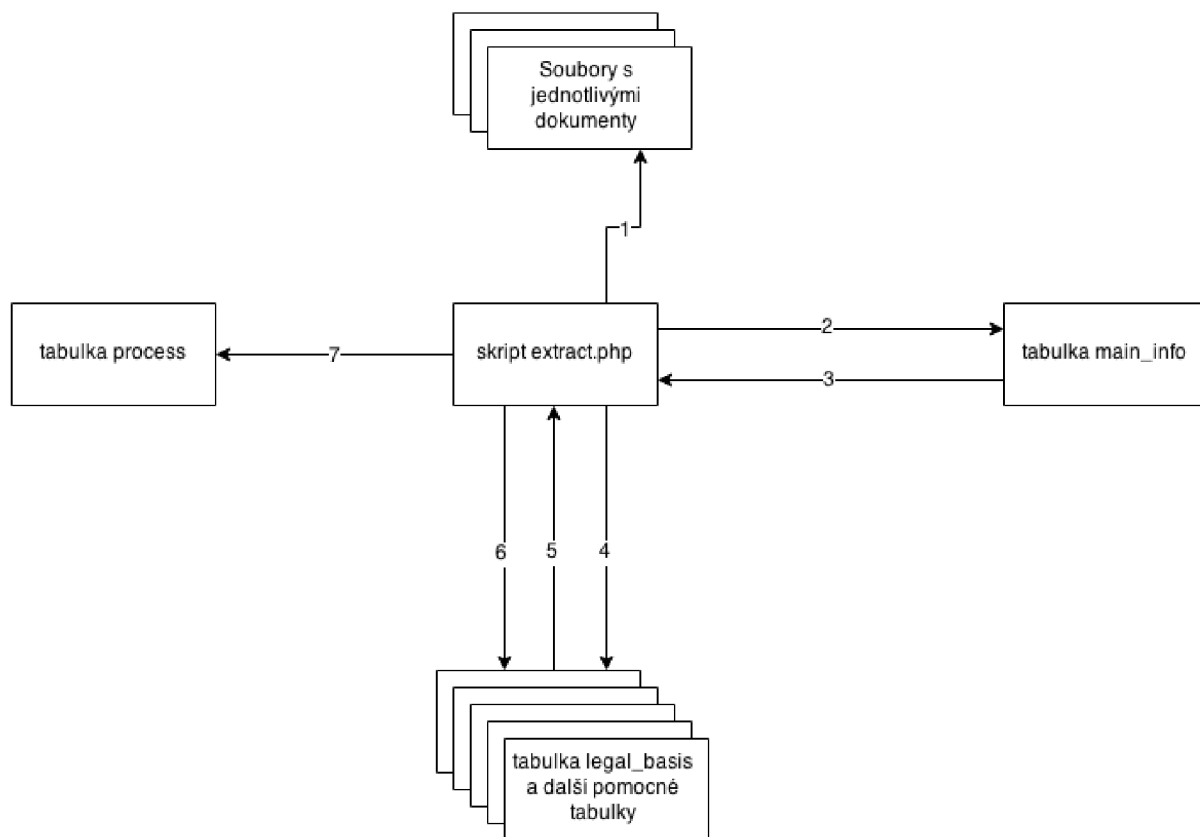 Soubory s
jednotlivými
dokumenty
1
tabulka process
7
skript extract.php
2
3
tabulka main_info
6
5
4
tabulka legal_basis
a další pomocné
tabulky